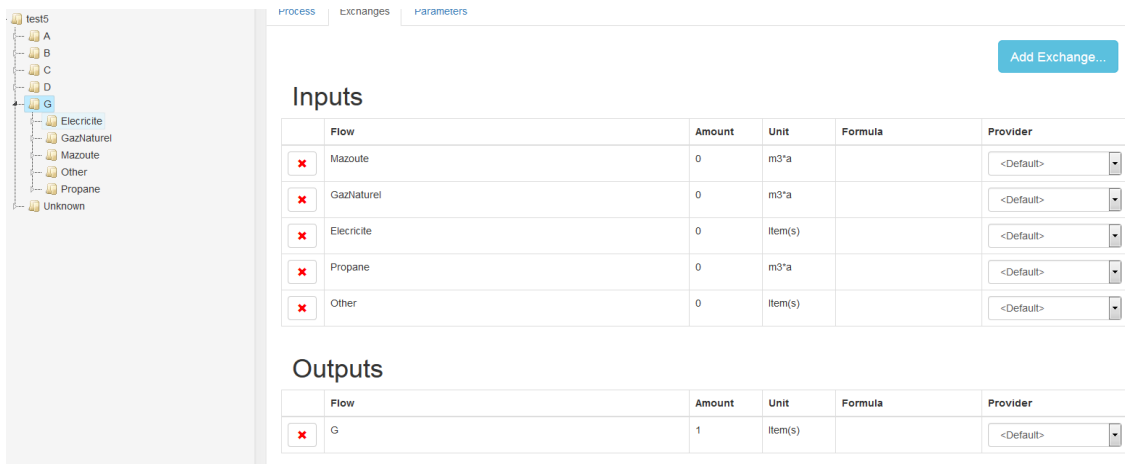 test5
A
B
C
D
G
Elecricite
GazNaturel
Mazoute
Other
Propane
Unknown
Process Exchanges Parameters
Add Exchange...
Inputs
Flow Amount Unit Formula Provider
Mazoute 0 m3*a <Default>
GazNaturel 0 m3*a <Default>
Elecricite 0 Item(s) <Default>
Propane 0 m3*a <Default>
Other 0 Item(s) <Default>
Outputs
Flow Amount Unit Formula Provider
G 1 Item(s) <Default>